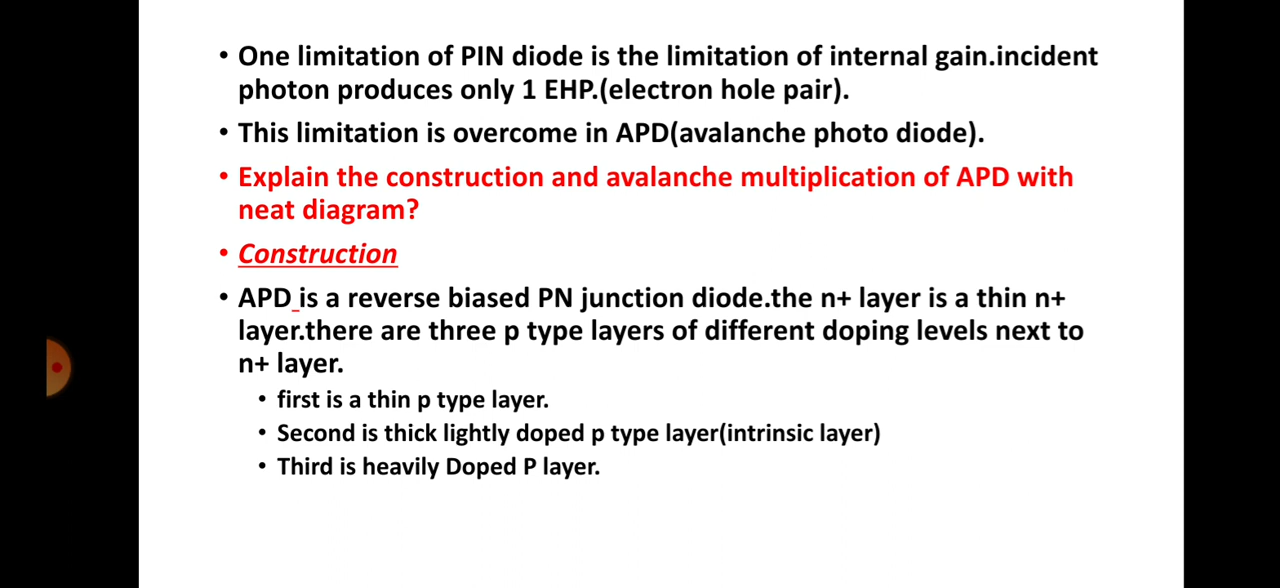 • One limitation of PIN diode is the limitation of internal gain.incident
photon produces only 1 EHP.(electron hole pair).
• This limitation is overcome in APD(avalanche photo diode).
• Explain the construction and avalanche multiplication of APD with
neat diagram?
• Construction
• APD is a reverse biased PN junction diode.the n+ layer is a thin n+
layer.there are three p type layers of different doping levels next to
n+ layer.
• first is a thin p type layer.
• Second is thick lightly doped p type layer(intrinsic layer)
• Third is heavily Doped P layer.